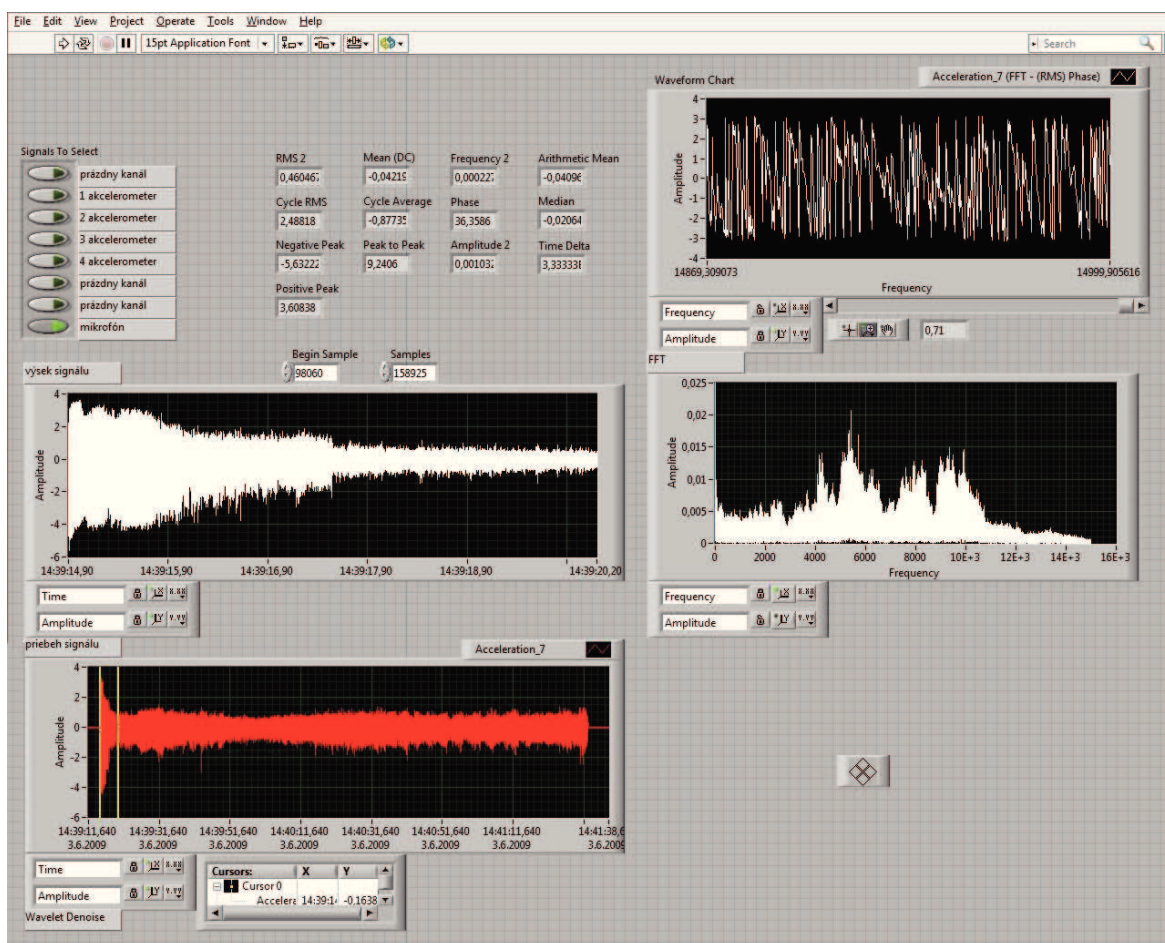 File Edit View Project Operate Tools Window Help
15pt Application Font
Search
Signals To Select
prázdny kanál
1 akcelerometer
2 akcelerometer
3 akcelerometer
4 akcelerometer
prázdny kanál
prázdny kanál
mikrofón
RMS 2 Mean (DC) Frequency 2 Arithmetic Mean
-0,04219 -0,04096
Cycle RMS Cycle Average Phase Median
2,48818 -0,87735 36,3586 -0,02064
Negative Peak Peak to Peak Amplitude 2 Time Delta
-5,63222 9,2406
Positive Peak
3,60838
Begin Sample Samples
98060 158925
Waveform Chart
Acceleration_7 (FFT - (RMS) Phase)
4
3
2
1
0
-1
-2
-3
-4
Amplitude
14869,309073 14999,905616
Frequency
Frequency
Amplitude
0,71
výsek signálu
4
2
0
-2
-4
-6
Amplitude
14:39:14,90 14:39:15,90 14:39:16,90 14:39:17,90 14:39:18,90 14:39:20,20
Time
Amplitude
FFT
0,025
0,02
0,015
0,01
0,005
0
Amplitude
0 2000 4000 6000 8000 10E+3 12E+3 14E+3 16E+3
Frequency
Frequency
Amplitude
priebeh signálu
Acceleration_7
4
2
0
-2
-4
-6
Amplitude
14:39:11,640 14:39:31,640 14:39:51,640 14:40:11,640 14:40:31,640 14:40:51,640 14:41:11,640 14:41:38,6
3.6.2009 3.6.2009 3.6.2009 3.6.2009 3.6.2009 3.6.2009 3.6.2009 3.6.2009
Time
Amplitude
Cursors: X Y
Cursor 0
Accelera 14:39:14 -0,1638
Wavelet Denoise